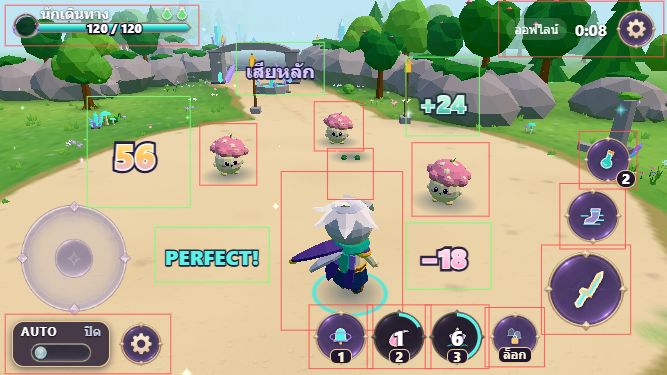 นักเดินทาง
120 / 120
ออฟไลน์ 0:08
เสียหลัก
+24
56
2
PERFECT!
-18
AUTO ปิด
1
1
2
6
3
ล็อก